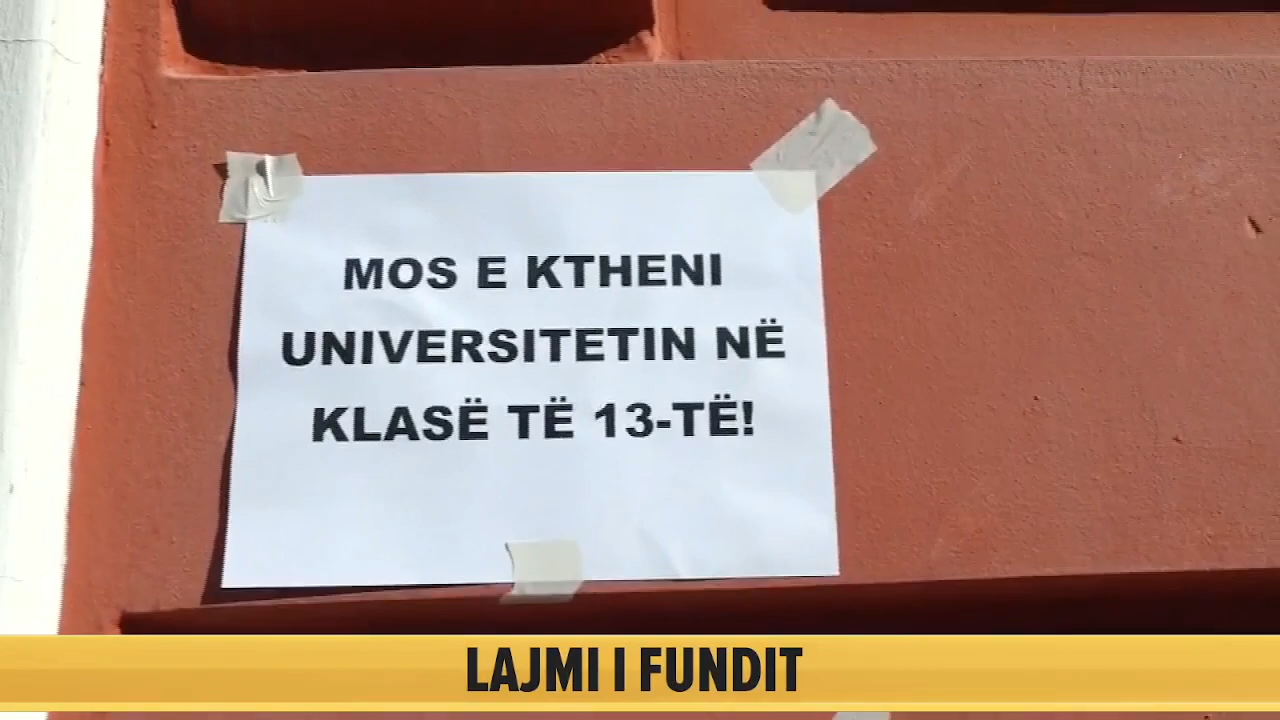 MOS E KTHENI
UNIVERSITETIN NË
KLASË TË 13-TË!
LAJMI I FUNDIT